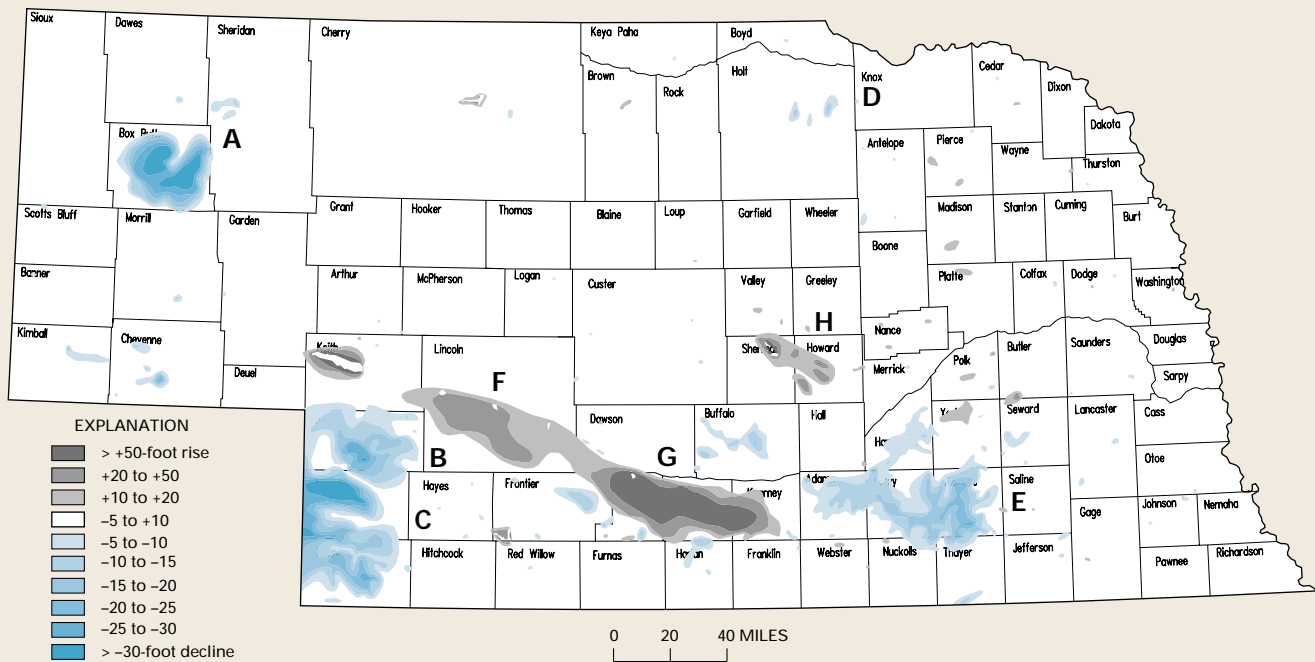 Sioux
Dawes
Sheridan
Cherry
Keya Paha
Boyd
Brown
Rock
Holt
Knox
D
Cedar
Dixon
Dakota
A
Antelope
Pierce
Wayne
Thurston
Scotts Bluff
Morrill
Garden
Grant
Hooker
Thomas
Blaine
Loup
Garfield
Wheeler
Madison
Stanton
Cuming
Burt
Boone
Banner
Arthur
McPherson
Logan
Custer
Valley
Greeley
Platte
Colfax
Dodge
Washington
Kimball
Cheyenne
H
Nance
Keith
Lincoln
Howard
Merrick
Polk
Butler
Saunders
Douglas
Sarpy
Deuel
F
Dawson
Buffalo
Hall
Seward
Lancaster
Cass
B
G
Otoe
Hayes
Frontier
Saline
C
E
Gage
Johnson
Nemaha
Hitchcock
Red Willow
Furnas
Franklin
Webster
Nuckolls
Thayer
Jefferson
Pawnee
Richardson
EXPLANATION
> +50-foot rise
+20 to +50
+10 to +20
–5 to +10
–5 to –10
–10 to –15
–15 to –20
–20 to –25
–25 to –30
> –30-foot decline
0 20 40 MILES